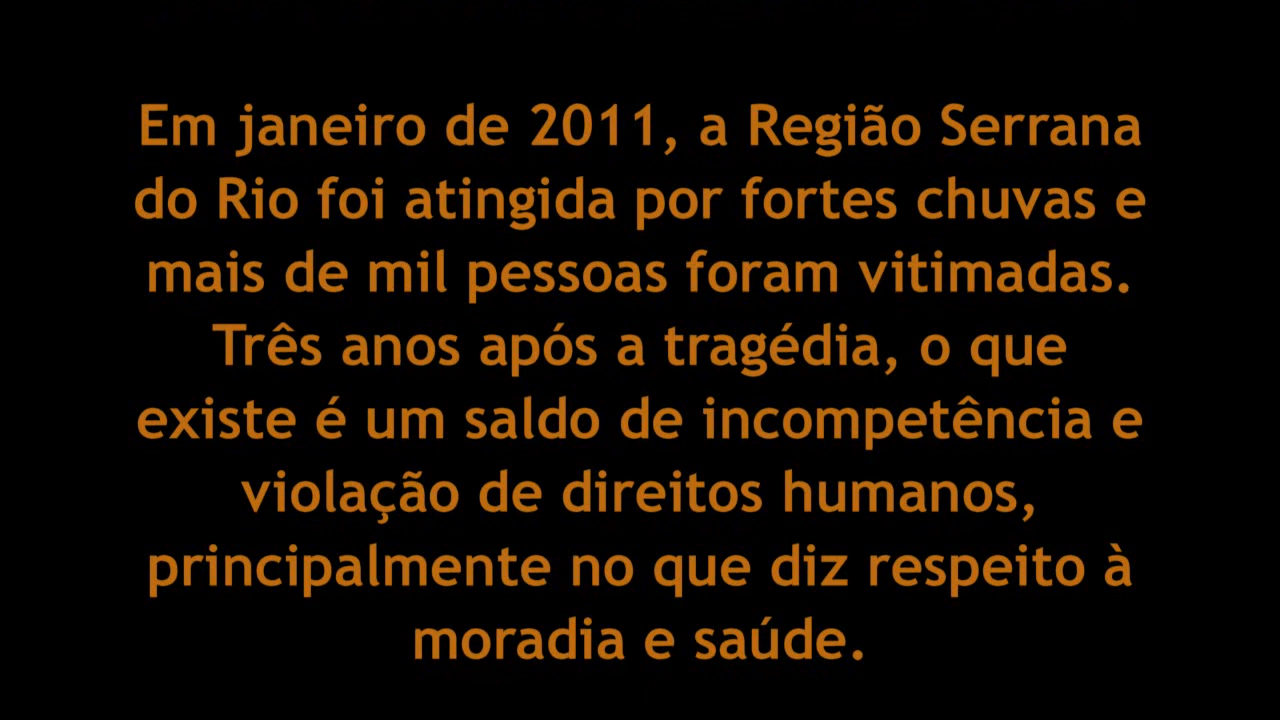 Em janeiro de 2011, a Região Serrana
do Rio foi atingida por fortes chuvas e
mais de mil pessoas foram vitimadas.
Três anos após a tragédia, o que
existe é um saldo de incompetência e
violação de direitos humanos,
principalmente no que diz respeito à
moradia e saúde.